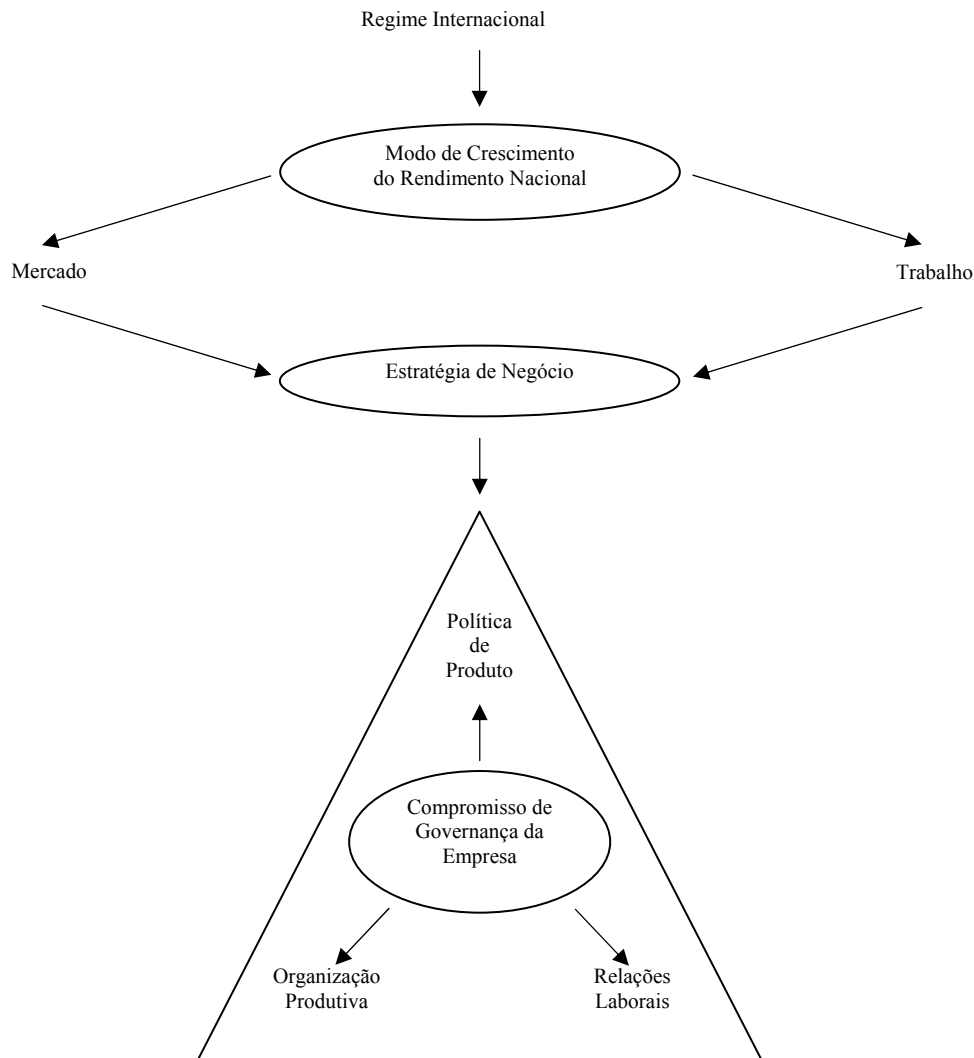 Regime Internacional
Modo de Crescimento
do Rendimento Nacional
Mercado
Trabalho
Estratégia de Negócio
Política
de
Produto
Compromisso de
Governança da
Empresa
Organização
Produtiva
Relações
Laborais